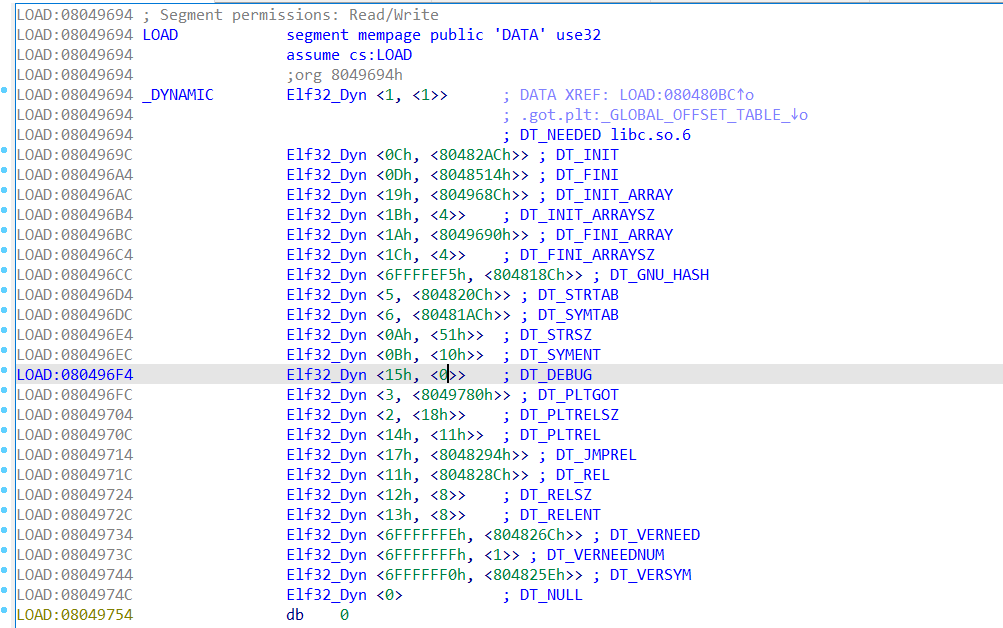 LOAD:08049694 ; Segment permissions: Read/Write
LOAD:08049694 LOAD            segment mempage public 'DATA' use32
LOAD:08049694                 assume cs:LOAD
LOAD:08049694                 ;org 8049694h
LOAD:08049694 _DYNAMIC        Elf32_Dyn <1, <1>>      ; DATA XREF: LOAD:080480BC↑o
LOAD:08049694                                         ; .got.plt:_GLOBAL_OFFSET_TABLE_↓o
LOAD:08049694                                         ; DT_NEEDED libc.so.6
LOAD:0804969C                 Elf32_Dyn <0Ch, <80482ACh>> ; DT_INIT
LOAD:080496A4                 Elf32_Dyn <0Dh, <8048514h>> ; DT_FINI
LOAD:080496AC                 Elf32_Dyn <19h, <804968Ch>> ; DT_INIT_ARRAY
LOAD:080496B4                 Elf32_Dyn <1Bh, <4>>    ; DT_INIT_ARRAYSZ
LOAD:080496BC                 Elf32_Dyn <1Ah, <8049690h>> ; DT_FINI_ARRAY
LOAD:080496C4                 Elf32_Dyn <1Ch, <4>>    ; DT_FINI_ARRAYSZ
LOAD:080496CC                 Elf32_Dyn <6FFFFEF5h, <804818Ch>> ; DT_GNU_HASH
LOAD:080496D4                 Elf32_Dyn <5, <804820Ch>> ; DT_STRTAB
LOAD:080496DC                 Elf32_Dyn <6, <80481ACh>> ; DT_SYMTAB
LOAD:080496E4                 Elf32_Dyn <0Ah, <51h>>  ; DT_STRSZ
LOAD:080496EC                 Elf32_Dyn <0Bh, <10h>>  ; DT_SYMENT
LOAD:080496F4                 Elf32_Dyn <15h, <0>>    ; DT_DEBUG
LOAD:080496FC                 Elf32_Dyn <3, <8049780h>> ; DT_PLTGOT
LOAD:08049704                 Elf32_Dyn <2, <18h>>    ; DT_PLTRELSZ
LOAD:0804970C                 Elf32_Dyn <14h, <11h>>  ; DT_PLTREL
LOAD:08049714                 Elf32_Dyn <17h, <8048294h>> ; DT_JMPREL
LOAD:0804971C                 Elf32_Dyn <11h, <804828Ch>> ; DT_REL
LOAD:08049724                 Elf32_Dyn <12h, <8>>    ; DT_RELSZ
LOAD:0804972C                 Elf32_Dyn <13h, <8>>    ; DT_RELENT
LOAD:08049734                 Elf32_Dyn <6FFFFFFEh, <804826Ch>> ; DT_VERNEED
LOAD:0804973C                 Elf32_Dyn <6FFFFFFFh, <1>> ; DT_VERNEEDNUM
LOAD:08049744                 Elf32_Dyn <6FFFFFF0h, <804825Eh>> ; DT_VERSYM
LOAD:0804974C                 Elf32_Dyn <0>           ; DT_NULL
LOAD:08049754                 db    0